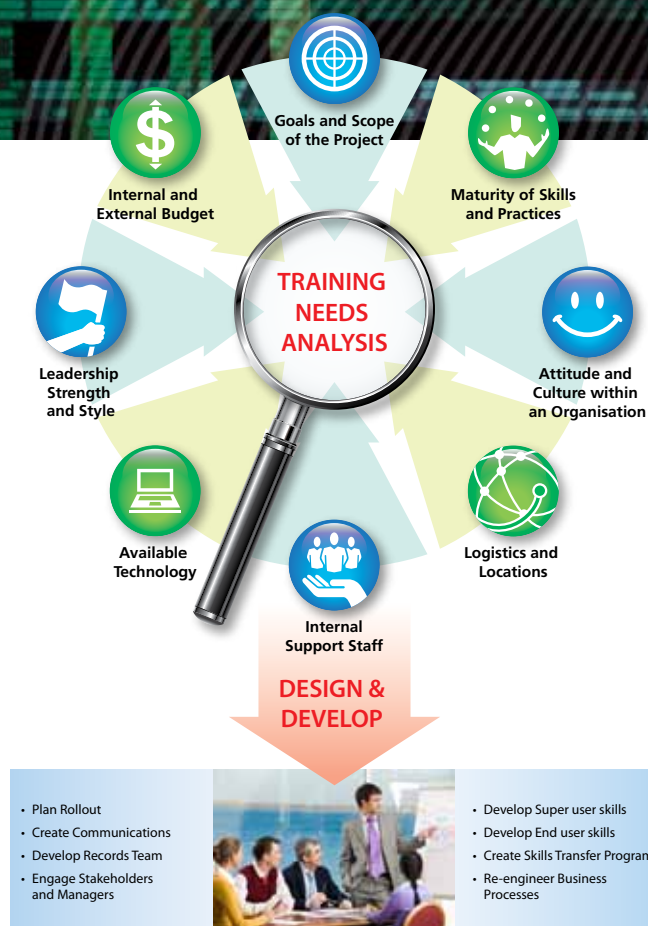 Goals and Scope
of the Project
Internal and
External Budget
Maturity of Skills
and Practices
TRAINING
NEEDS
ANALYSIS
Leadership
Strength
and Style
Attitude and
Culture within
an Organisation
Available
Technology
Logistics and
Locations
Internal
Support Staff
DESIGN &
DEVELOP
• Plan Rollout
• Create Communications
• Develop Records Team
• Engage Stakeholders
and Managers
• Develop Super user skills
• Develop End user skills
• Create Skills Transfer Program
• Re-engineer Business
Processes